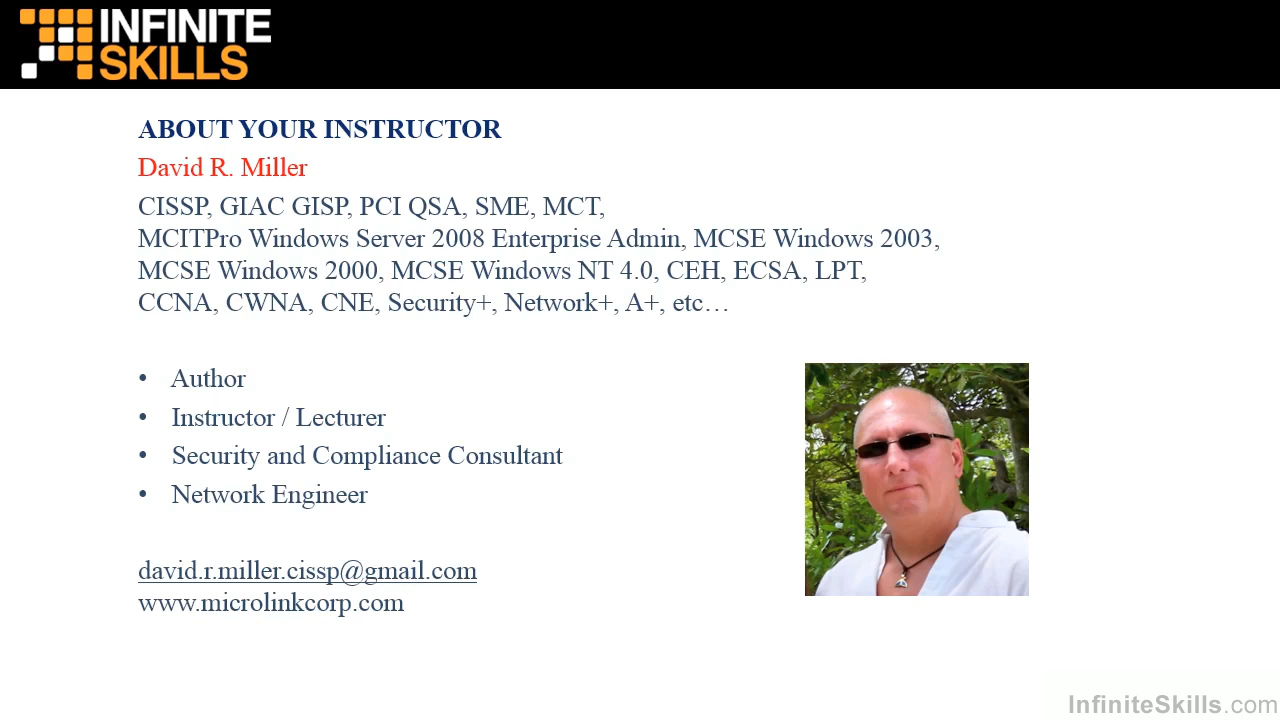 INFINITE
SKILLS
ABOUT YOUR INSTRUCTOR
David R. Miller
CISSP, GIAC GISP, PCI QSA, SME, MCT,
MCITPro Windows Server 2008 Enterprise Admin, MCSE Windows 2003,
MCSE Windows 2000, MCSE Windows NT 4.0, CEH, ECSA, LPT,
CCNA, CWNA, CNE, Security+, Network+, A+, etc…
• Author
• Instructor / Lecturer
• Security and Compliance Consultant
• Network Engineer
david.r.miller.cissp@gmail.com
www.microlinkcorp.com
InfiniteSkills.com